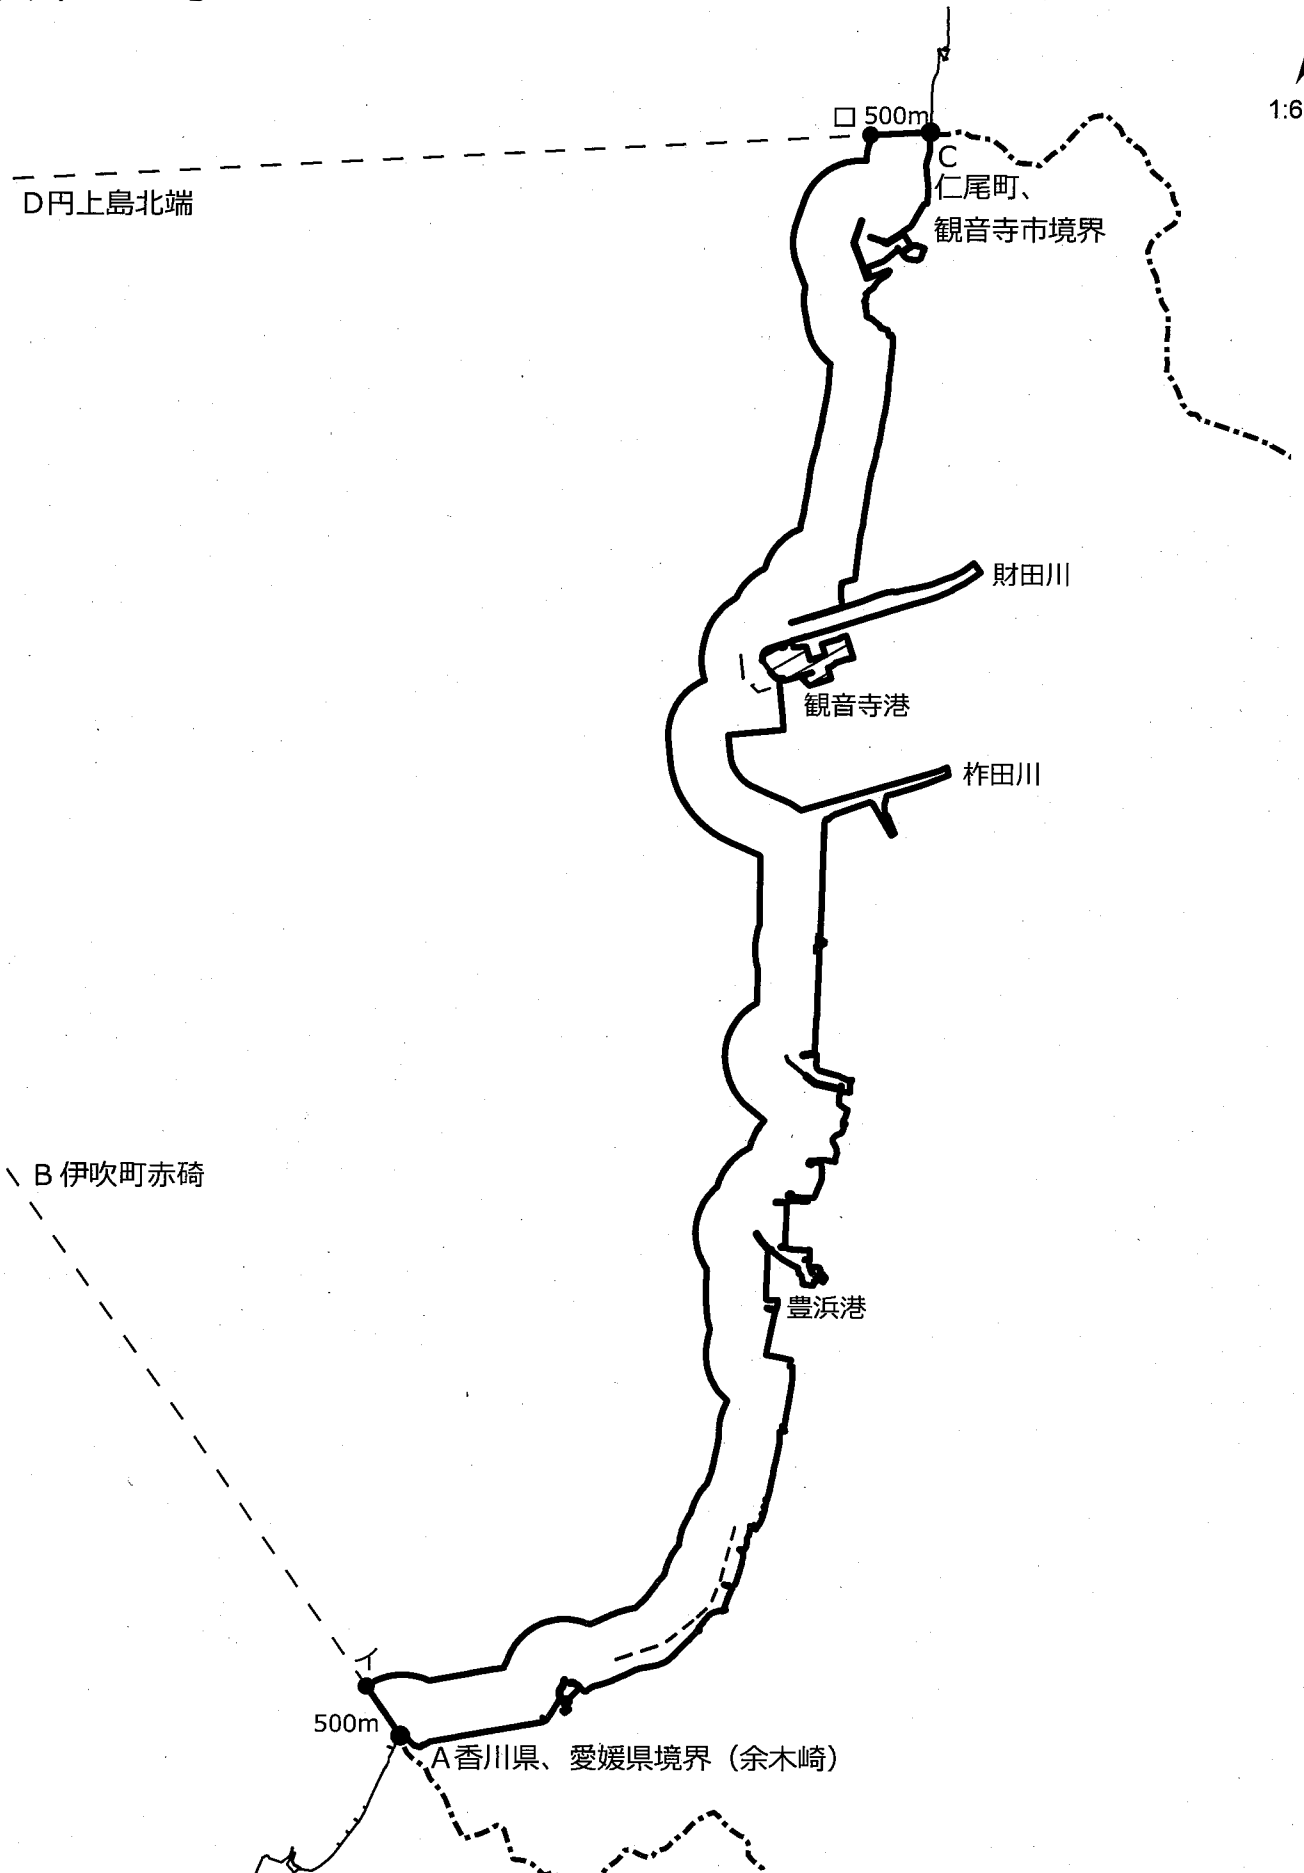 ロ 500m
1:6
C
仁尾町、
観音寺市境界
D円上島北端
財田川
観音寺港
柞田川
B 伊吹町赤碕
豊浜港
イ
500m
A香川県、愛媛県境界（余木崎）